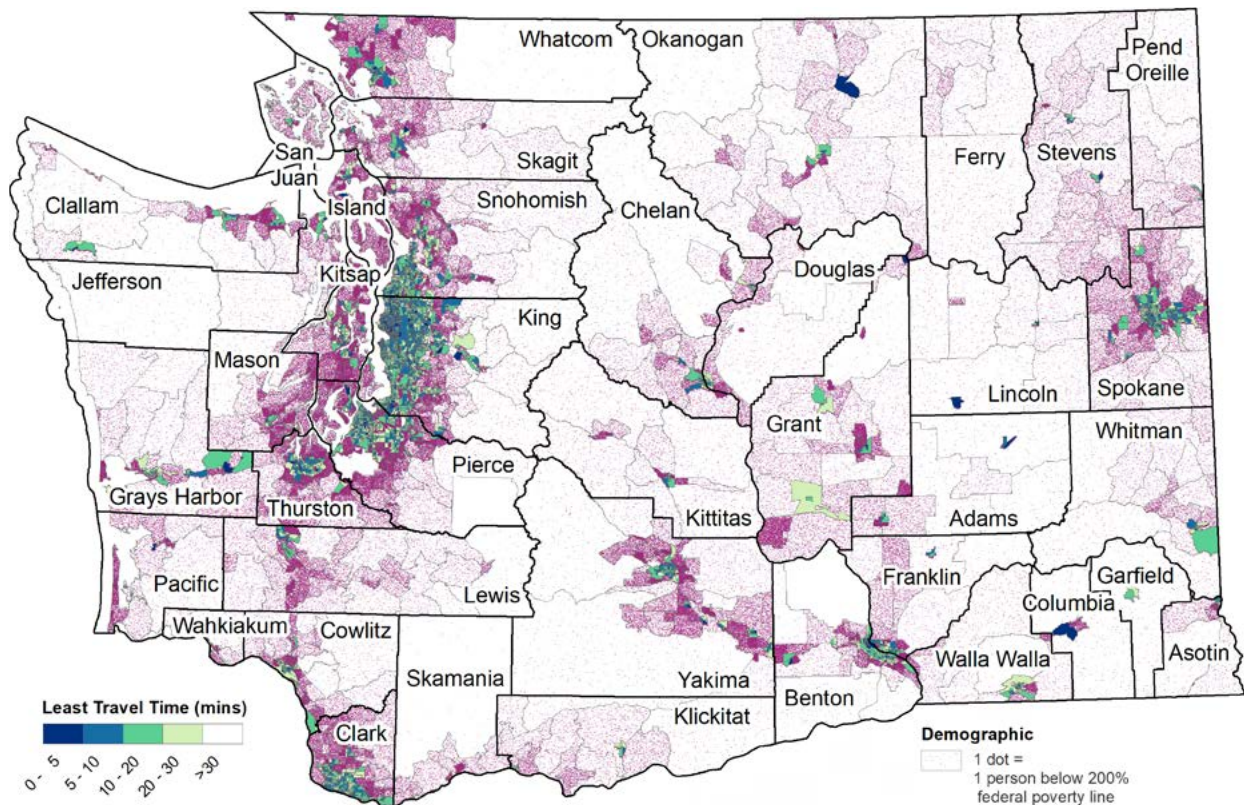 Whatcom
Okanogan
Pend
Oreille
San
Juan
Skagit
Ferry
Stevens
Clallam
Island
Snohomish
Chelan
Jefferson
Kitsap
Douglas
King
Mason
Lincoln
Spokane
Grant
Whitman
Grays Harbor
Thurston
Pierce
Kittitas
Adams
Pacific
Lewis
Franklin
Garfield
Columbia
Wahkiakum
Cowlitz
Skamania
Yakima
Benton
Walla Walla
Asotin
Klickitat
Clark
Least Travel Time (mins)
0 - 5
5 - 10
10 - 20
20 - 30
>30
Demographic
1 dot =
1 person below 200%
federal poverty line